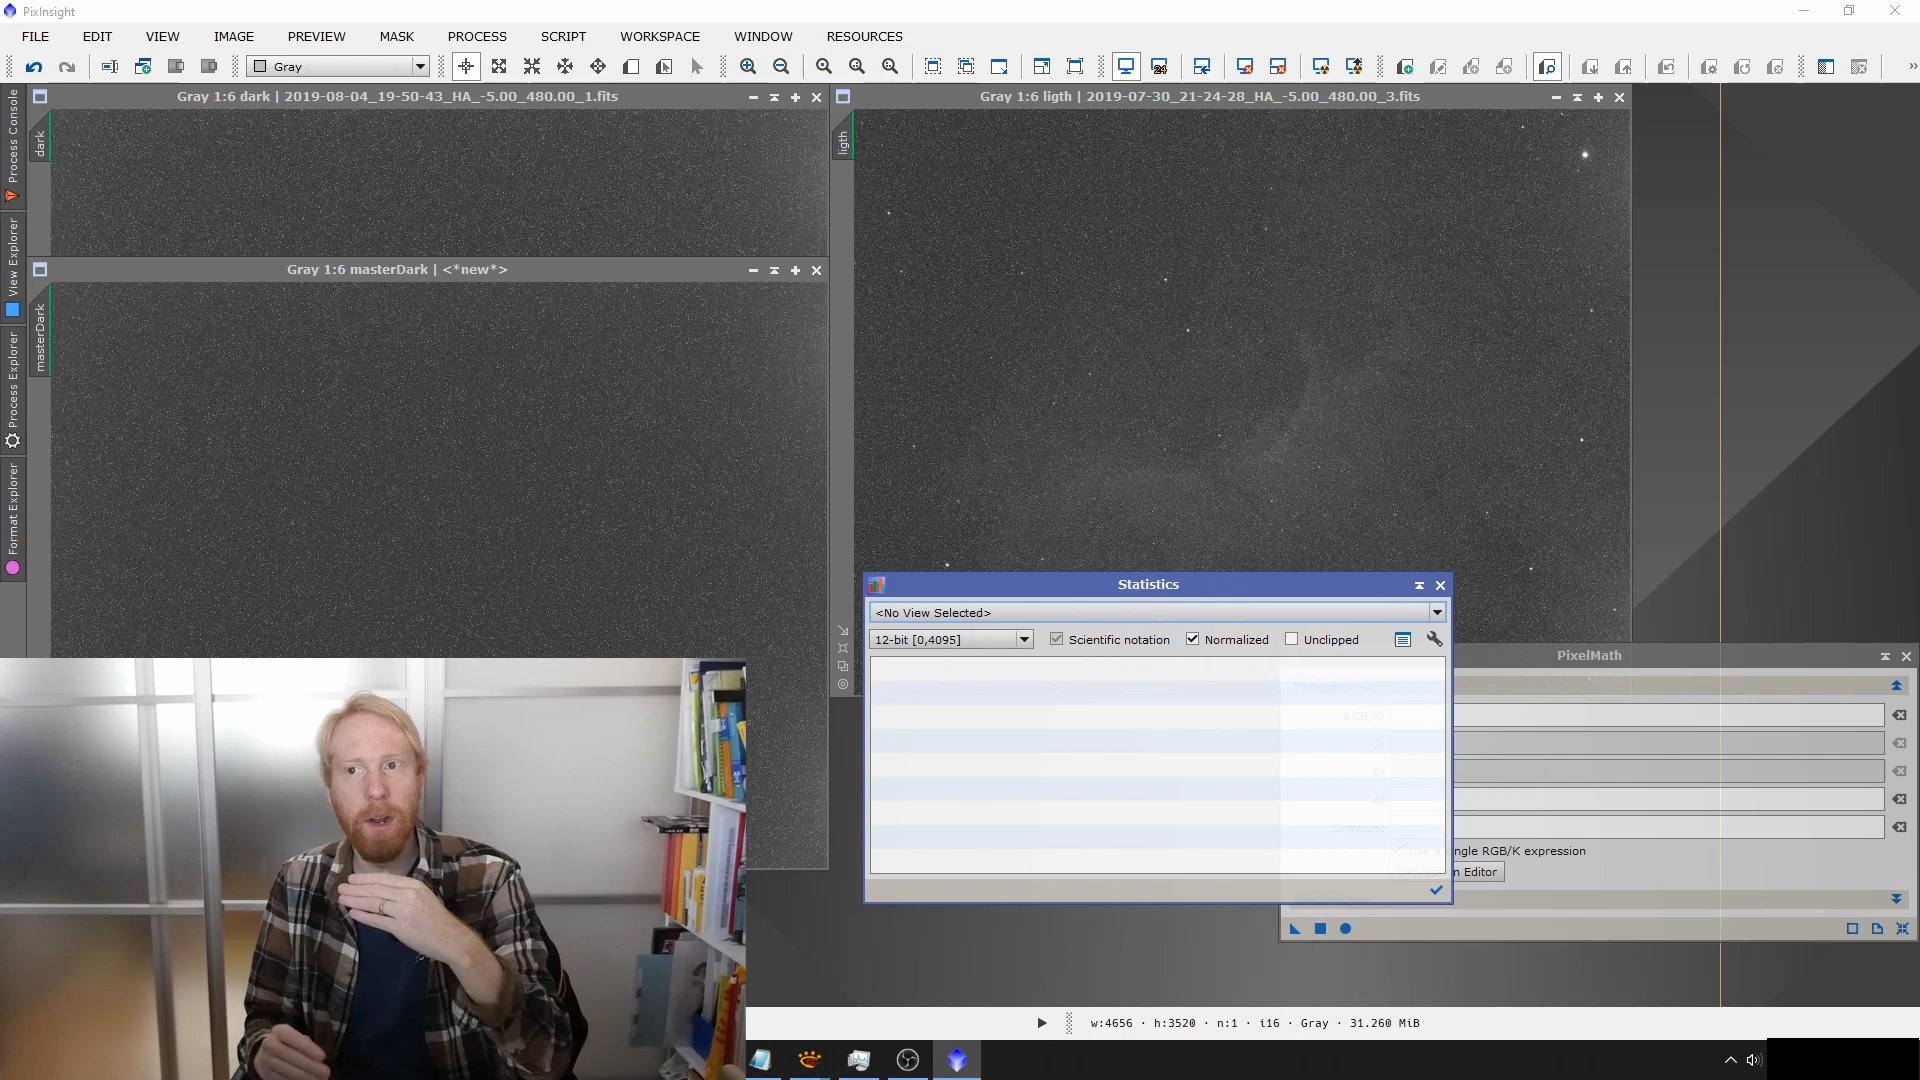 PixInsight
FILE EDIT VIEW IMAGE PREVIEW MASK PROCESS SCRIPT WORKSPACE WINDOW RESOURCES
Gray
24
Process Console
View Explorer
Process Explorer
Format Explorer
Gray 1:6 dark | 2019-08-04_19-50-43_HA_-5.00_480.00_1.fits
dark
Gray 1:6 ligth | 2019-07-30_21-24-28_HA_-5.00_480.00_3.fits
ligth
Gray 1:6 masterDark | <*new*>
masterDark
Statistics
<No View Selected>
12-bit [0,4095] Scientific notation Normalized Unclipped
PixelMath
RGB/K:
G:
B:
A:
Symbols:
ngle RGB/K expression
n Editor
w:4656 · h:3520 · n:1 · i16 · Gray · 31.260 MiB